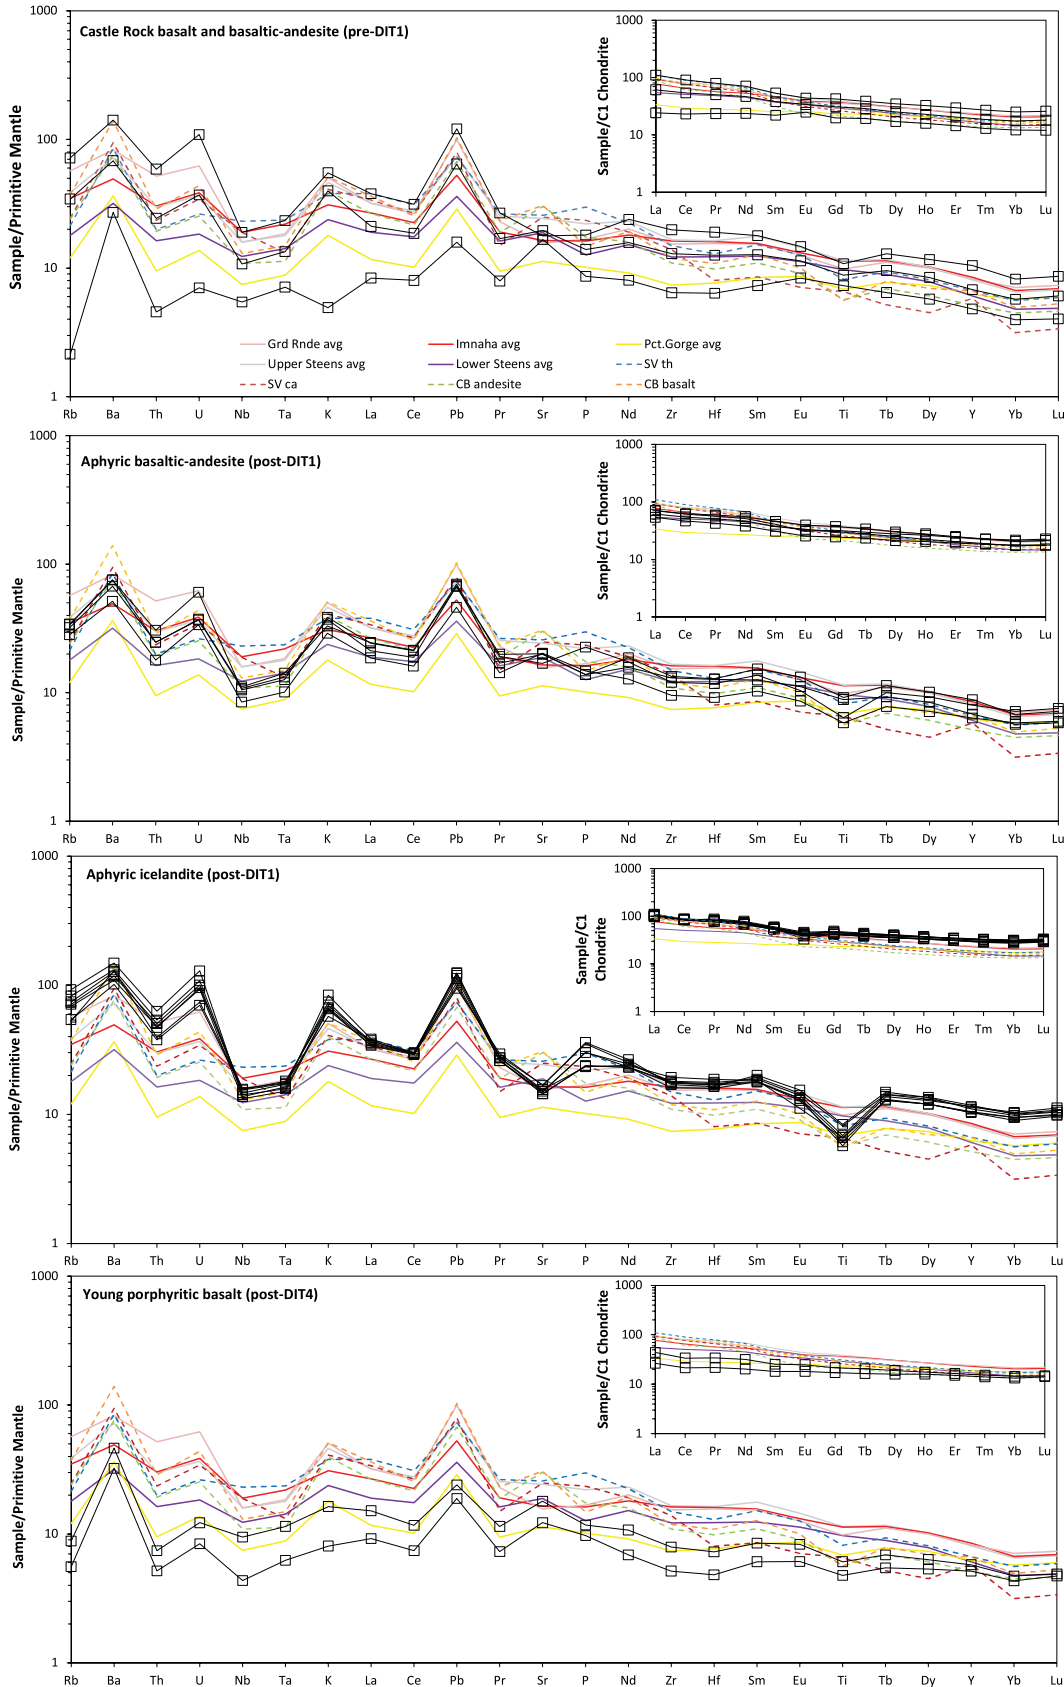 1000
Castle Rock basalt and basaltic-andesite (pre-DIT1)
100
10
1
Sample/Primitive Mantle
1000
100
10
1
Sample/C1 Chondrite
La Ce Pr Nd Sm Eu Gd Tb Dy Ho Er Tm Yb Lu
Grd Rnde avg Imnaha avg Pct.Gorge avg
Upper Steens avg Lower Steens avg SV th
SV ca CB andesite CB basalt
Rb Ba Th U Nb Ta K La Ce Pb Pr Sr P Nd Zr Hf Sm Eu Ti Tb Dy Y Yb Lu
1000
Aphyric basaltic-andesite (post-DIT1)
100
10
1
Sample/Primitive Mantle
1000
100
10
1
Sample/C1 Chondrite
La Ce Pr Nd Sm Eu Gd Tb Dy Ho Er Tm Yb Lu
Rb Ba Th U Nb Ta K La Ce Pb Pr Sr P Nd Zr Hf Sm Eu Ti Tb Dy Y Yb Lu
1000
Aphyric icelandite (post-DIT1)
100
10
1
Sample/Primitive Mantle
1000
100
10
1
Sample/C1
Chondrite
La Ce Pr Nd Sm Eu Gd Tb Dy Ho Er Tm Yb Lu
Rb Ba Th U Nb Ta K La Ce Pb Pr Sr P Nd Zr Hf Sm Eu Ti Tb Dy Y Yb Lu
1000
Young porphyritic basalt (post-DIT4)
100
10
1
Sample/Primitive Mantle
1000
100
10
1
Sample/C1 Chondrite
La Ce Pr Nd Sm Eu Gd Tb Dy Ho Er Tm Yb Lu
Rb Ba Th U Nb Ta K La Ce Pb Pr Sr P Nd Zr Hf Sm Eu Ti Tb Dy Y Yb Lu